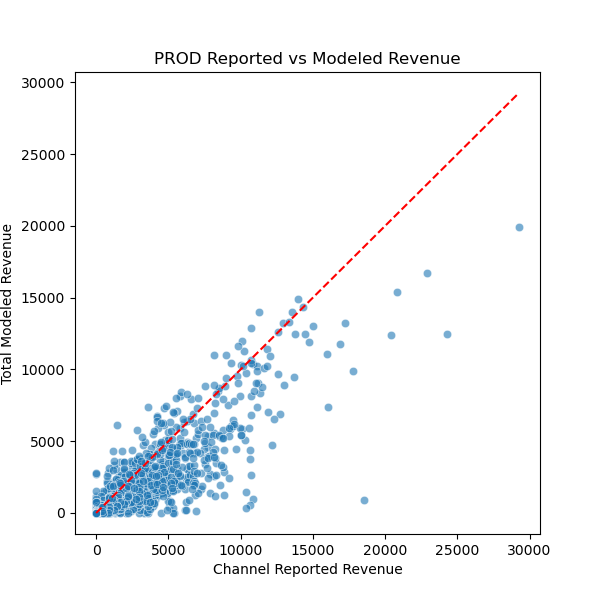 PROD Reported vs Modeled Revenue
30000
25000
20000
15000
10000
5000
0
Total Modeled Revenue
0 5000 10000 15000 20000 25000 30000
Channel Reported Revenue